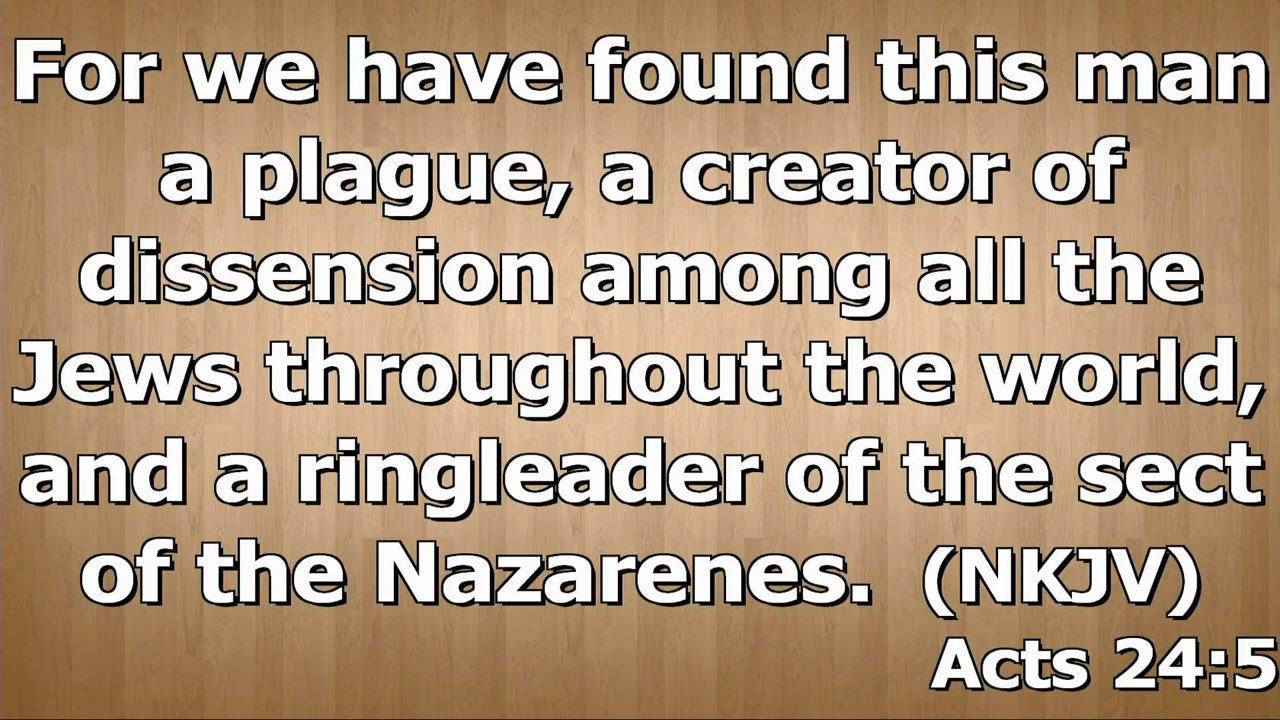 For we have found this man
a plague, a creator of
dissension among all the
Jews throughout the world,
and a ringleader of the sect
of the Nazarenes. (NKJV)
Acts 24:5